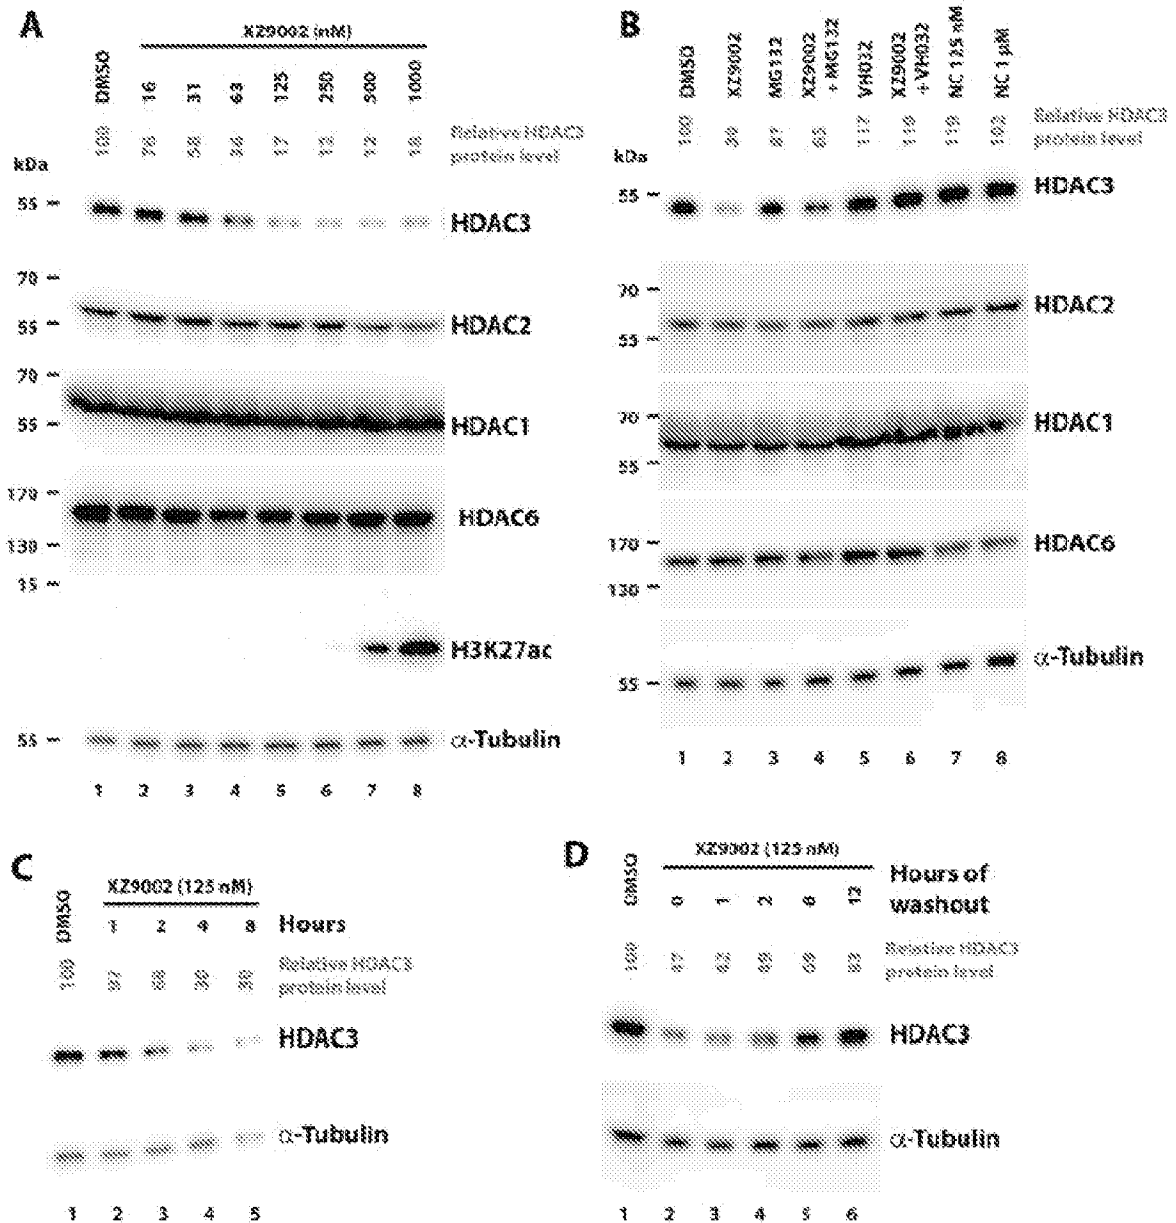 A
XZ9002 (nM)
DMSO 16 31 63 125 250 500 1000
100 17 12 18
Relative HDAC3
protein level
kDa
55
HDAC3
70
55
HDAC2
70
55
HDAC1
170
130
HDAC6
15
H3K27ac
55
α-Tubulin
1 2 3 4 5 6 7 8
B
DMSO XZ9002 MG132 XZ9002 + MG132 VH032 XZ9002 + VH032 NC 125 nM NC 1 μM
100 117 119 102
Relative HDAC3
protein level
kDa
55
HDAC3
70
55
HDAC2
70
55
HDAC1
170
130
HDAC6
55
α-Tubulin
1 2 3 4 5 6 7 8
C
XZ9002 (125 nM)
DMSO 1 2 4 8 Hours
100
Relative HDAC3
protein level
HDAC3
α-Tubulin
1 2 3 4 5
D
XZ9002 (125 nM)
DMSO 0 1 2 6 12
Hours of
washout
100
Relative HDAC3
protein level
HDAC3
α-Tubulin
1 2 3 4 5 6